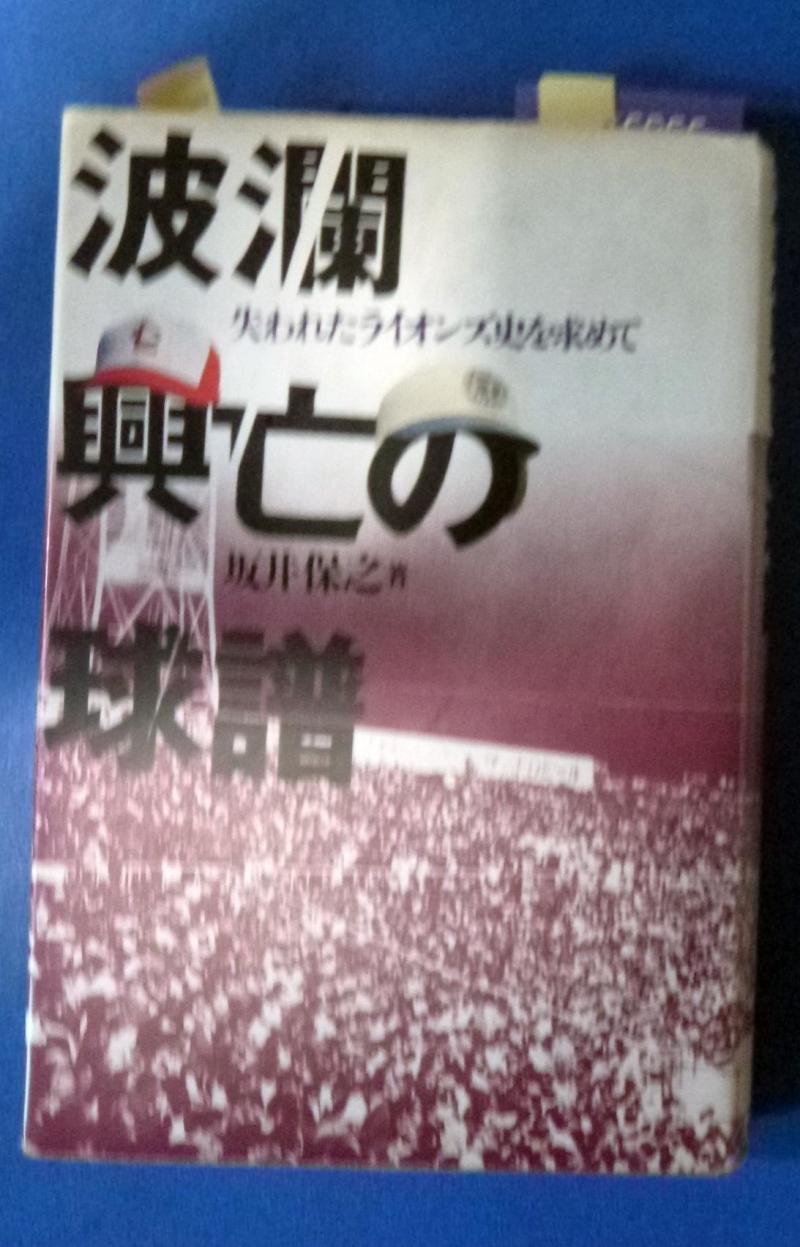 波瀾
失われたライオンズ史を求めて
興亡の
坂井保之著
球譜